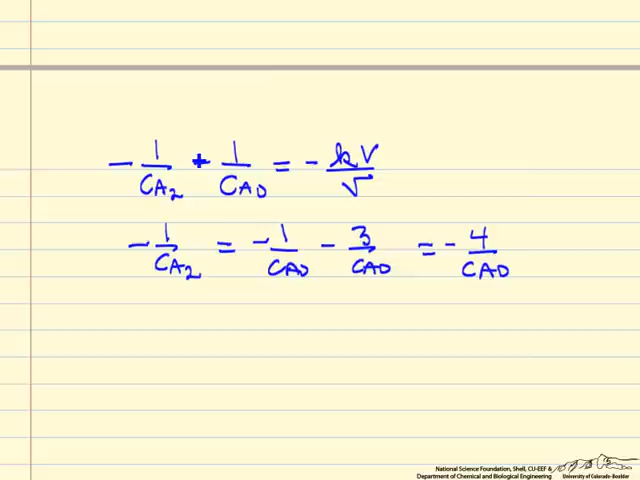 - 1/CA2 + 1/CA0 = - kV/v
- 1/CA2 = - 1/CA0 - 3/CA0 = - 4/CA0
National Science Foundation, Shell, CU-EEF &
Department of Chemical and Biological Engineering University of Colorado-Boulder